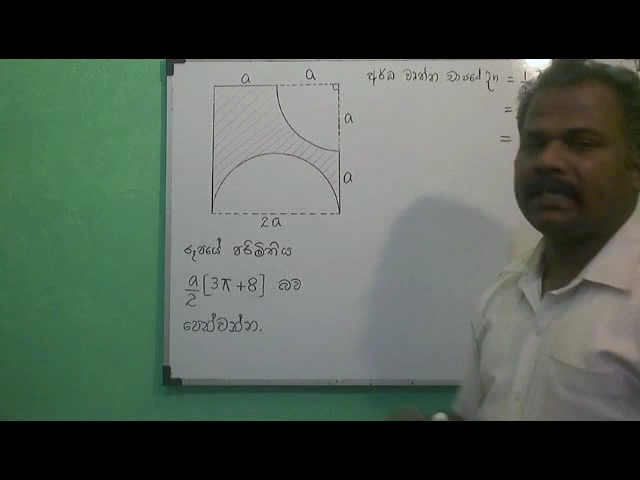 a a
අර්ධ වෘත්ත චාපයේ දිග = 1/2
a
=
=
a
2a
රූපයේ පරිමිතිය
a/2 [3π+8] බව
පෙන්වන්න.